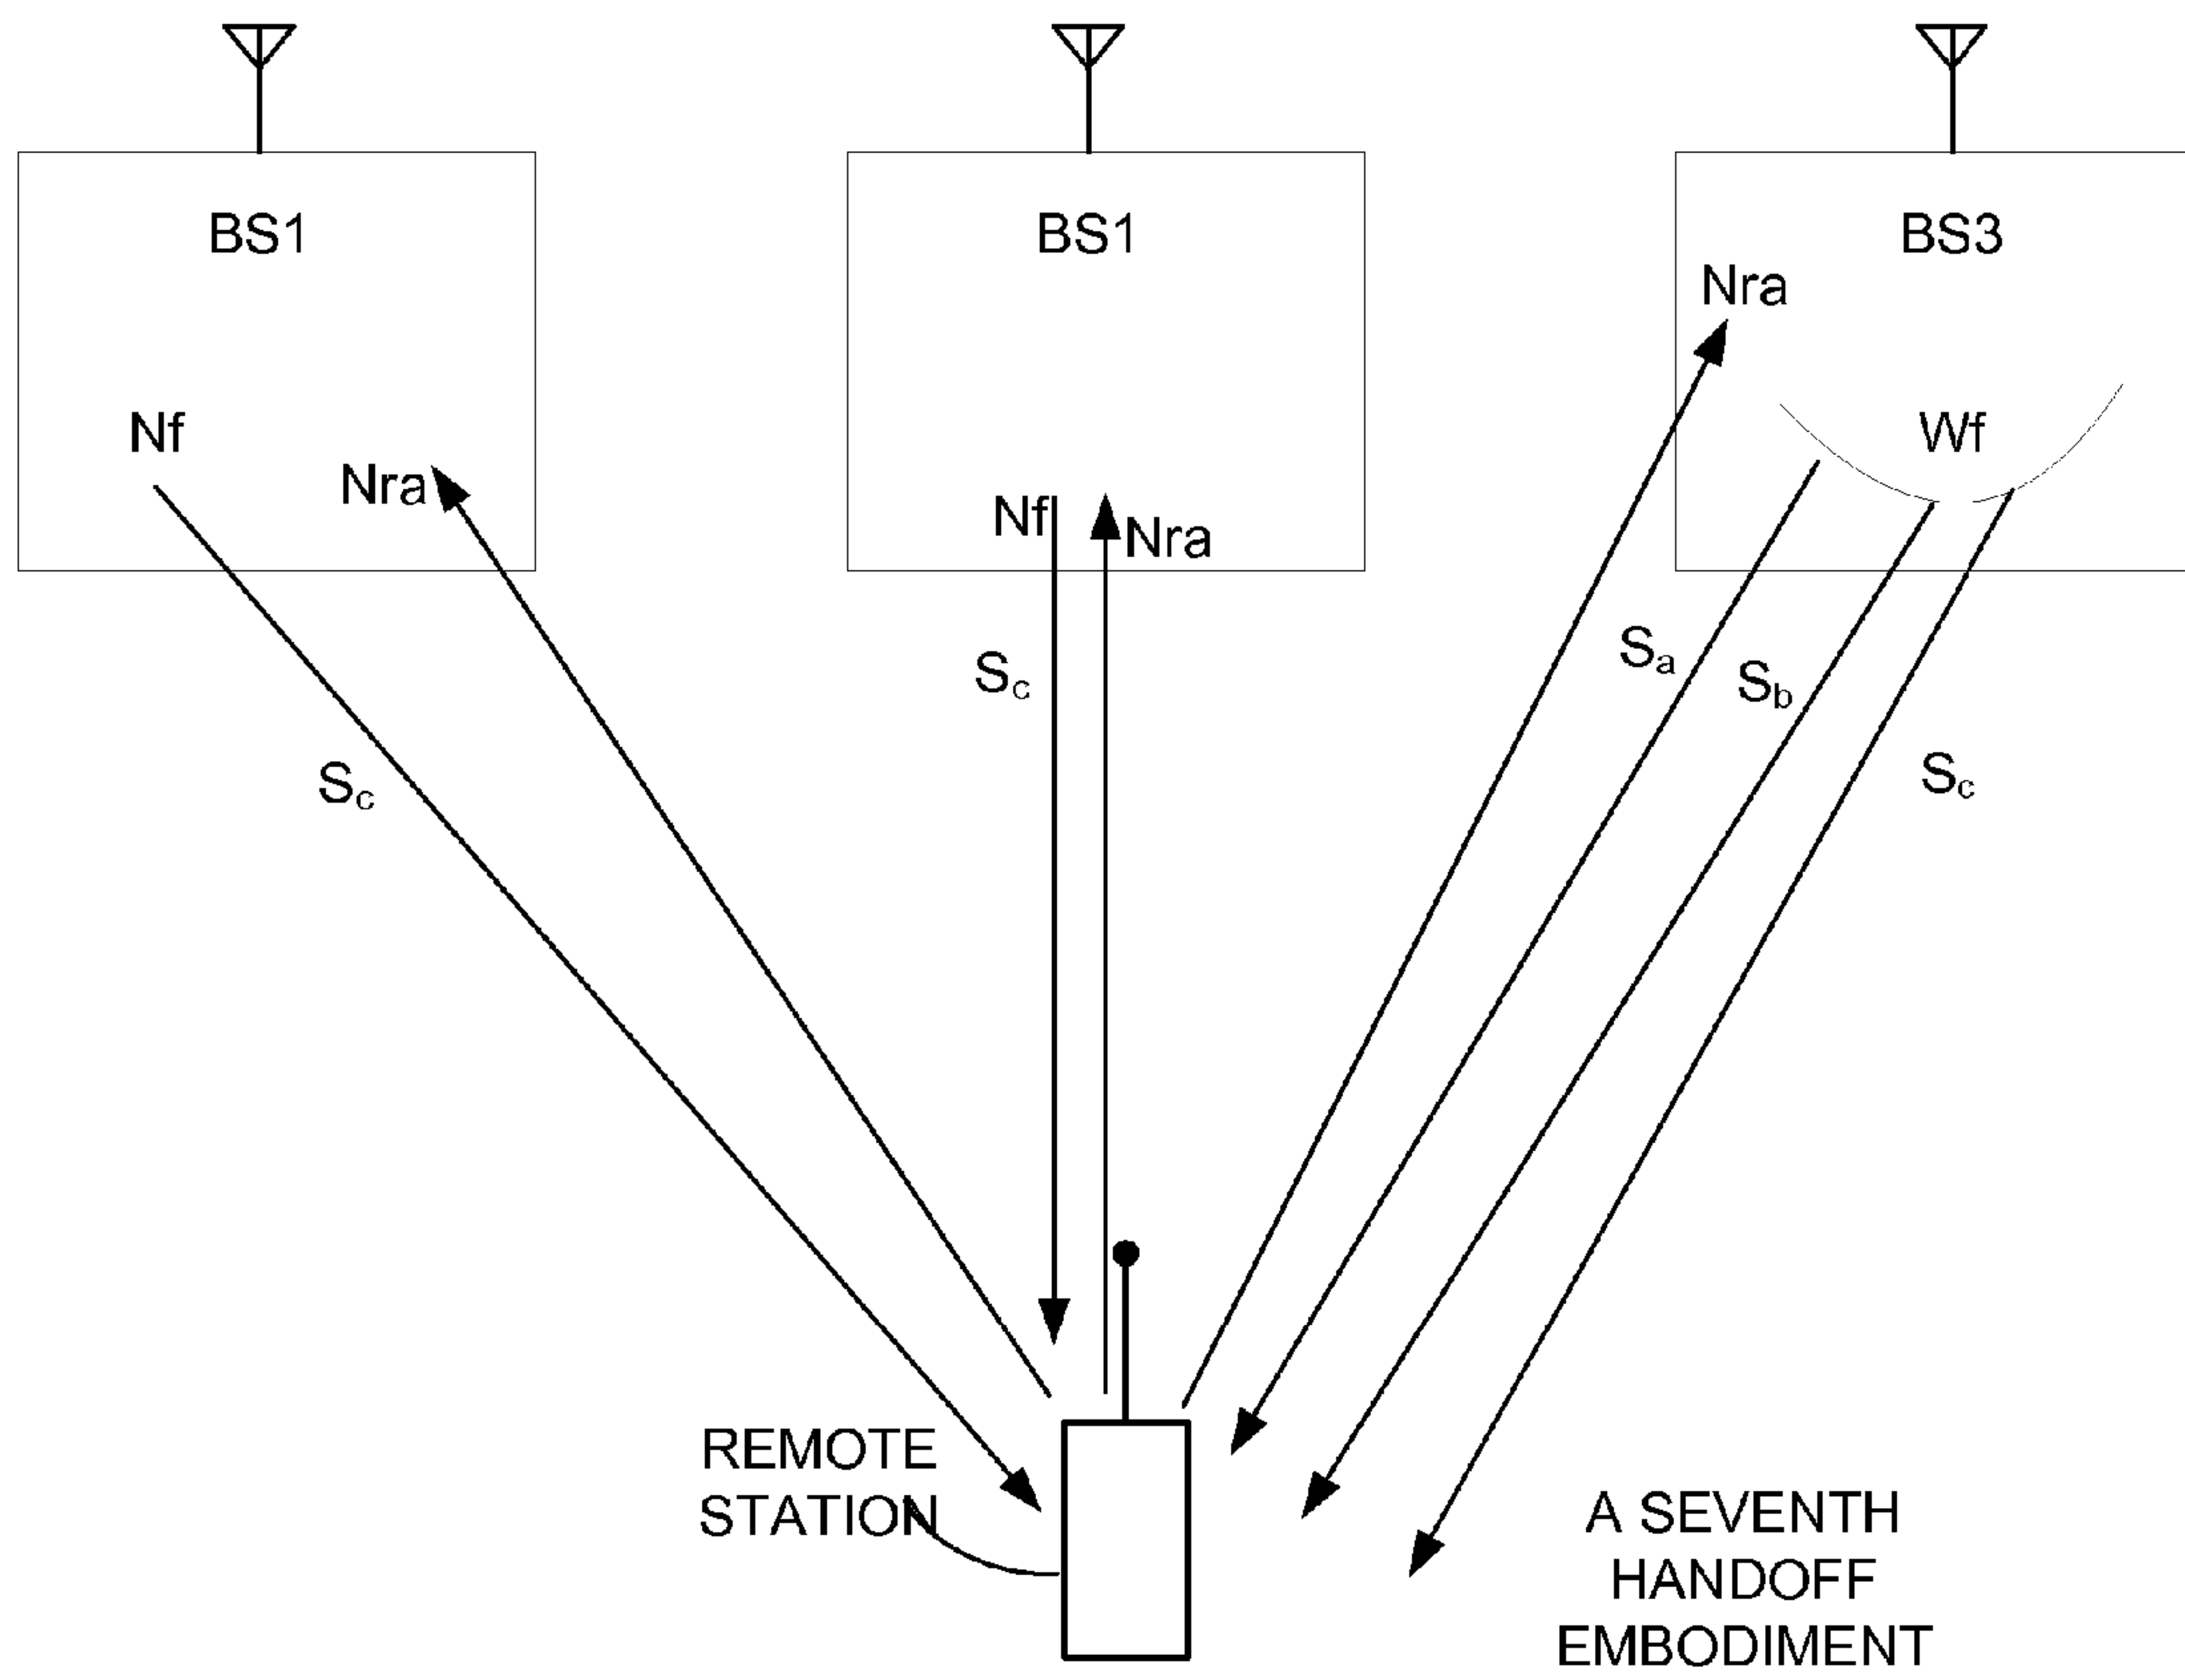 BS1
BS1
BS3
Nra
Nf
Wf
Nra
Nf
Nra
Sa
Sc
Sb
Sc
Sc
REMOTE
STATION
A SEVENTH
HANDOFF
EMBODIMENT